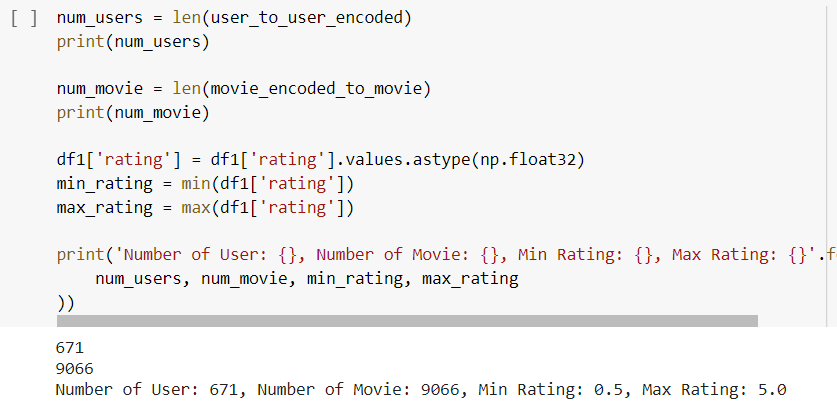 [ ] num_users = len(user_to_user_encoded)
print(num_users)
num_movie = len(movie_encoded_to_movie)
print(num_movie)
df1['rating'] = df1['rating'].values.astype(np.float32)
min_rating = min(df1['rating'])
max_rating = max(df1['rating'])
print('Number of User: {}, Number of Movie: {}, Min Rating: {}, Max Rating: {}'.f
num_users, num_movie, min_rating, max_rating
))
671
9066
Number of User: 671, Number of Movie: 9066, Min Rating: 0.5, Max Rating: 5.0